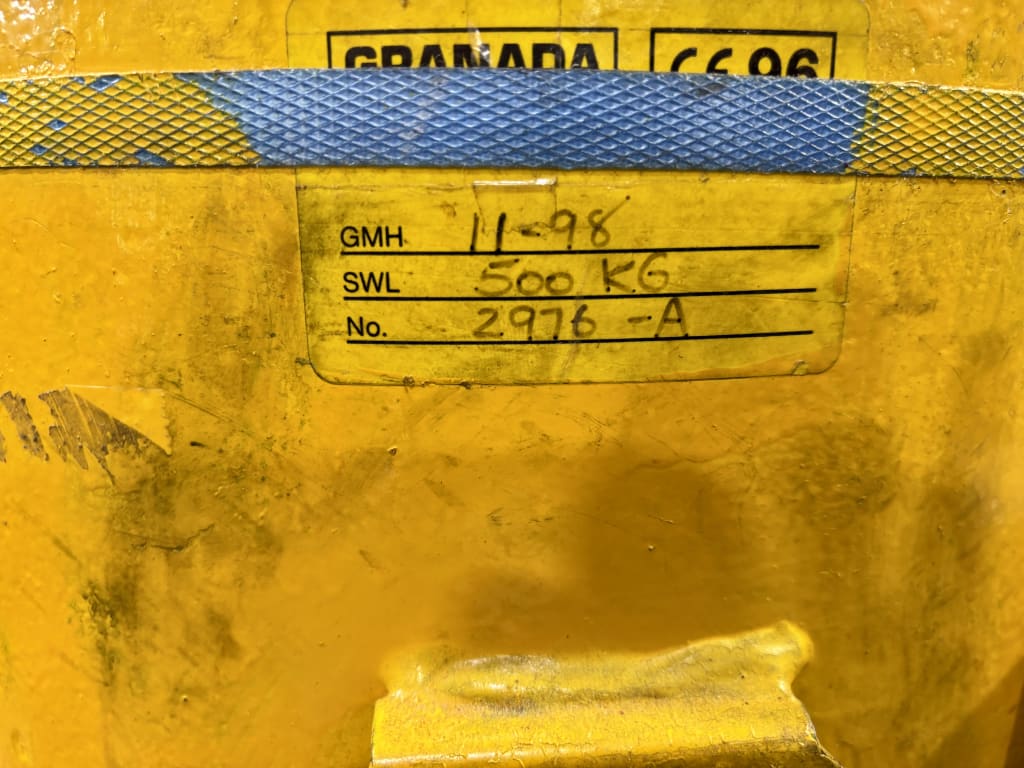 GRANADA CE 96
GMH 11-98
SWL 500 KG
No. 2976-A